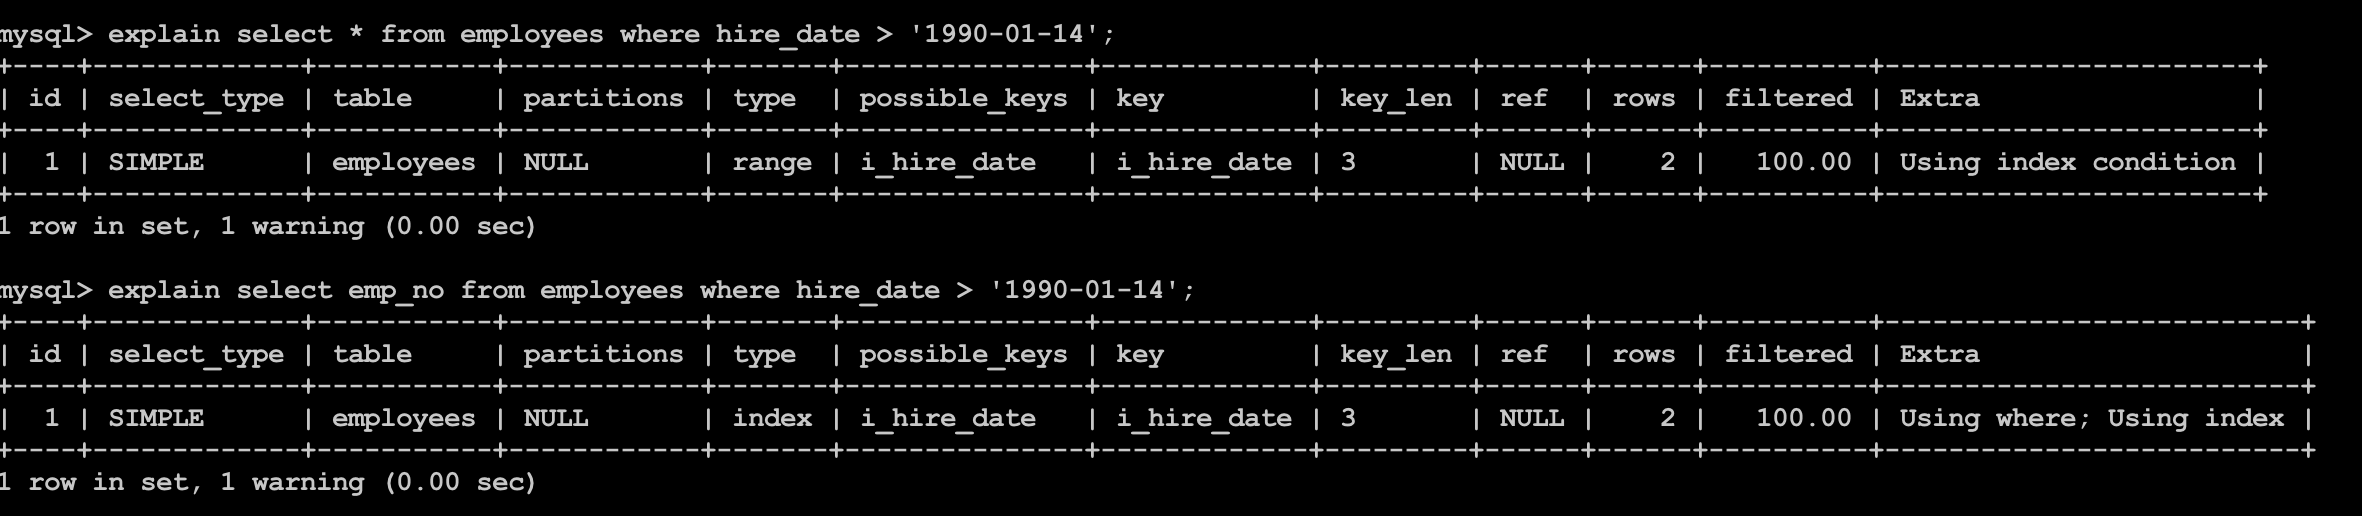 mysql> explain select * from employees where hire_date > '1990-01-14';
+----+-------------+-----------+------------+-------+---------------+-------------+---------+------+------+----------+-----------------------+
| id | select_type | table     | partitions | type  | possible_keys | key         | key_len | ref  | rows | filtered | Extra                 |
+----+-------------+-----------+------------+-------+---------------+-------------+---------+------+------+----------+-----------------------+
|  1 | SIMPLE      | employees | NULL       | range | i_hire_date   | i_hire_date | 3       | NULL |    2 |   100.00 | Using index condition |
+----+-------------+-----------+------------+-------+---------------+-------------+---------+------+------+----------+-----------------------+
1 row in set, 1 warning (0.00 sec)
mysql> explain select emp_no from employees where hire_date > '1990-01-14';
+----+-------------+-----------+------------+-------+---------------+-------------+---------+------+------+----------+--------------------------+
| id | select_type | table     | partitions | type  | possible_keys | key         | key_len | ref  | rows | filtered | Extra                    |
+----+-------------+-----------+------------+-------+---------------+-------------+---------+------+------+----------+--------------------------+
|  1 | SIMPLE      | employees | NULL       | index | i_hire_date   | i_hire_date | 3       | NULL |    2 |   100.00 | Using where; Using index |
+----+-------------+-----------+------------+-------+---------------+-------------+---------+------+------+----------+--------------------------+
1 row in set, 1 warning (0.00 sec)